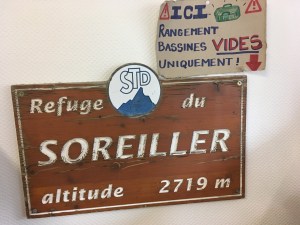 ICI
RANGEMENT
BASSINES VIDES
UNIQUEMENT!
STD
Refuge du
SOREILLER
altitude 2719 m